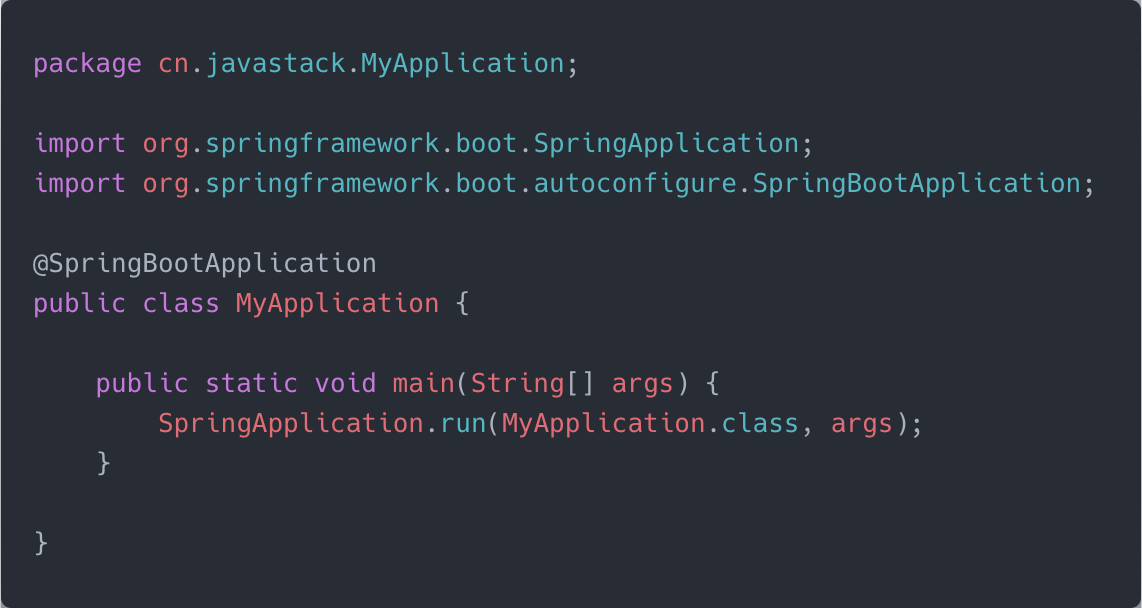 package cn.javastack.MyApplication;
import org.springframework.boot.SpringApplication;
import org.springframework.boot.autoconfigure.SpringBootApplication;
@SpringBootApplication
public class MyApplication {
    public static void main(String[] args) {
        SpringApplication.run(MyApplication.class, args);
    }
}